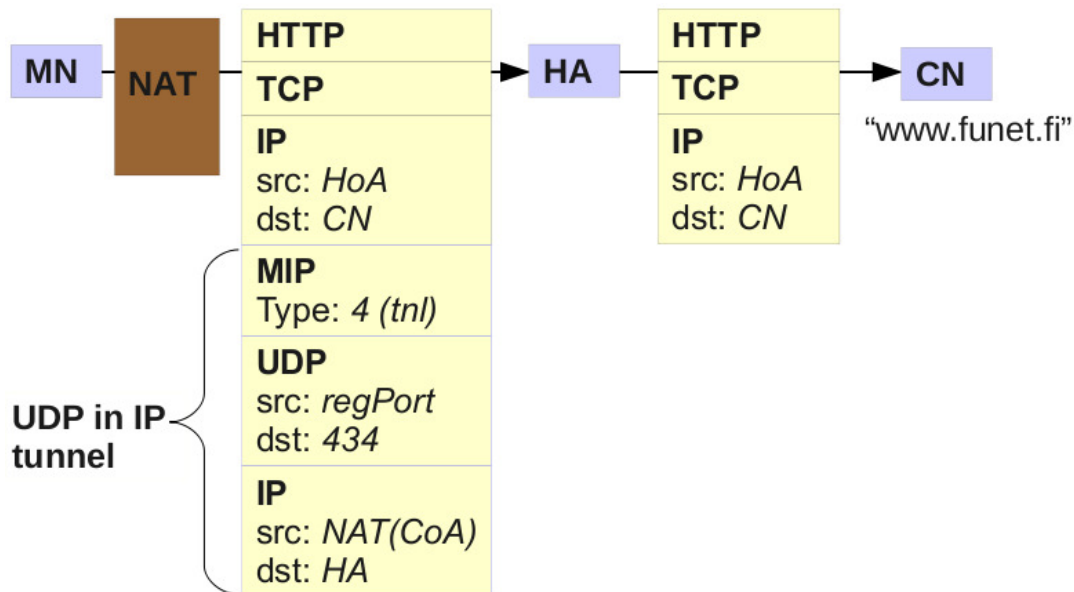 MN
NAT
HTTP
TCP
IP
src: HoA
dst: CN
MIP
Type: 4 (tnl)
UDP
src: regPort
dst: 434
IP
src: NAT(CoA)
dst: HA
UDP in IP
tunnel
HA
HTTP
TCP
IP
src: HoA
dst: CN
CN
“www.funet.fi”